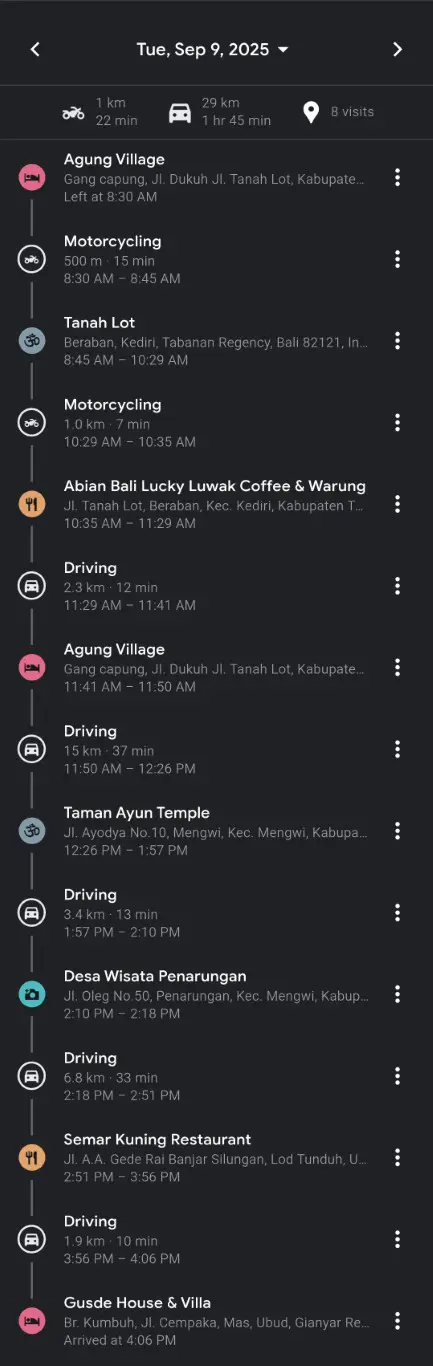 Tue, Sep 9, 2025
1 km
22 min
29 km
1 hr 45 min
8 visits
Agung Village
Gang capung, Jl. Dukuh Jl. Tanah Lot, Kabupate...
Left at 8:30 AM
Motorcycling
500 m · 15 min
8:30 AM – 8:45 AM
Tanah Lot
Beraban, Kediri, Tabanan Regency, Bali 82121, In...
8:45 AM – 10:29 AM
Motorcycling
1.0 km · 7 min
10:29 AM – 10:35 AM
Abian Bali Lucky Luwak Coffee & Warung
Jl. Tanah Lot, Beraban, Kec. Kediri, Kabupaten T...
10:35 AM – 11:29 AM
Driving
2.3 km · 12 min
11:29 AM – 11:41 AM
Agung Village
Gang capung, Jl. Dukuh Jl. Tanah Lot, Kabupate...
11:41 AM – 11:50 AM
Driving
15 km · 37 min
11:50 AM – 12:26 PM
Taman Ayun Temple
Jl. Ayodya No.10, Mengwi, Kec. Mengwi, Kabupa...
12:26 PM – 1:57 PM
Driving
3.4 km · 13 min
1:57 PM – 2:10 PM
Desa Wisata Penarungan
Jl. Oleg No.50, Penarungan, Kec. Mengwi, Kabup...
2:10 PM – 2:18 PM
Driving
6.8 km · 33 min
2:18 PM – 2:51 PM
Semar Kuning Restaurant
Jl. A.A. Gede Rai Banjar Silungan, Lod Tunduh, U...
2:51 PM – 3:56 PM
Driving
1.9 km · 10 min
3:56 PM – 4:06 PM
Gusde House & Villa
Br. Kumbuh, Jl. Cempaka, Mas, Ubud, Gianyar Re...
Arrived at 4:06 PM